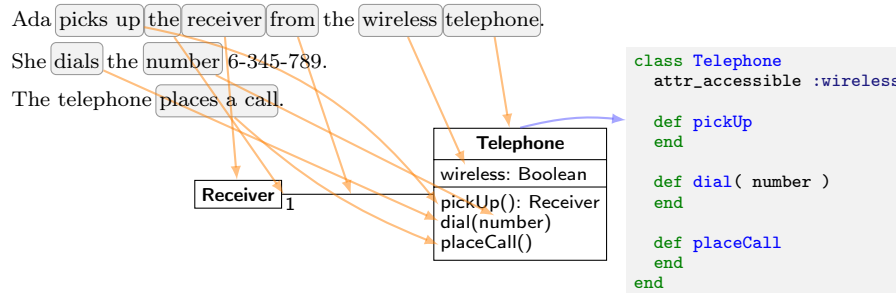 Ada picks up the receiver from the wireless telephone.
She dials the number 6-345-789.
The telephone places a call.
Receiver
1
Telephone
wireless: Boolean
pickUp(): Receiver
dial(number)
placeCall()
class Telephone
attr_accessible :wireless
def pickUp
end
def dial( number )
end
def placeCall
end
end